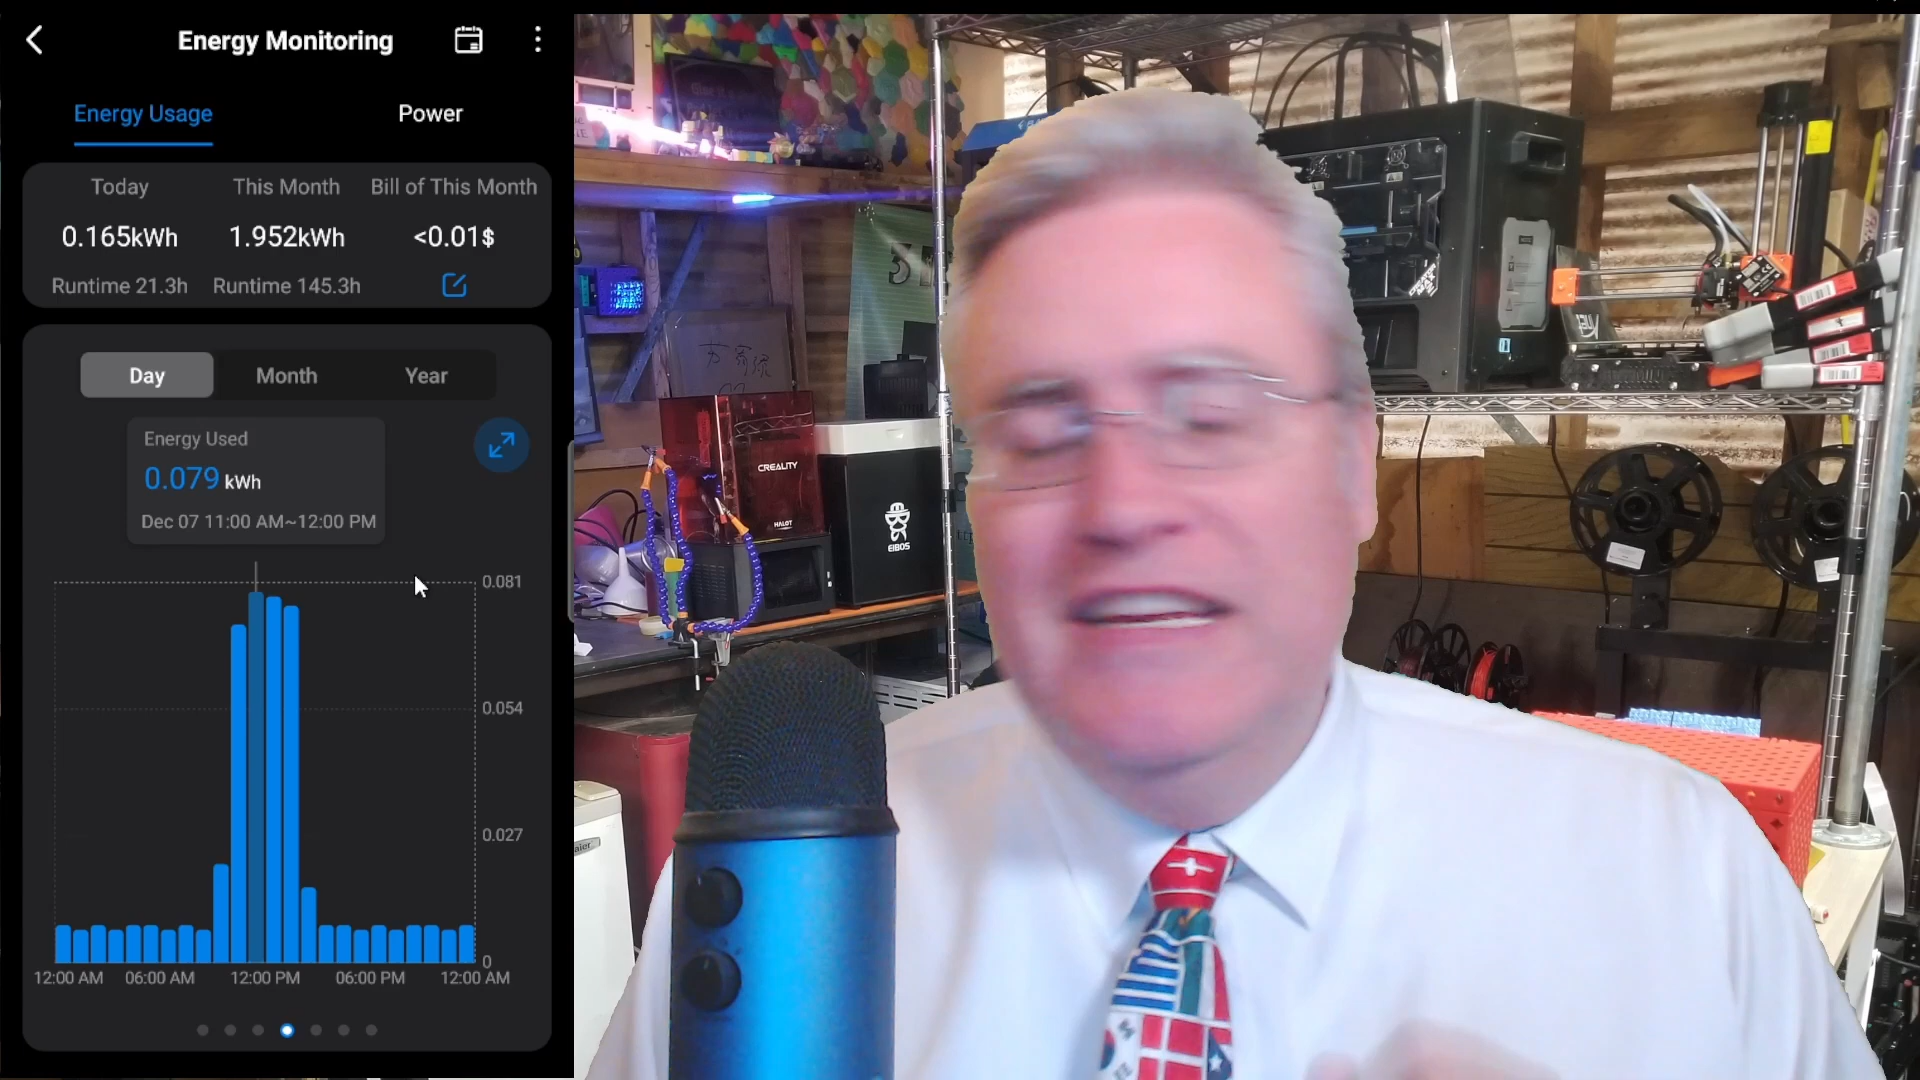 Energy Monitoring
Energy Usage
Power
Today
This Month
Bill of This Month
0.165kWh
1.952kWh
<0.01$
Runtime 21.3h
Runtime 145.3h
Day
Month
Year
Energy Used
0.079 kWh
Dec 07 11:00 AM~12:00 PM
0.081
0.054
0.027
0
12:00 AM
06:00 AM
12:00 PM
06:00 PM
12:00 AM
CREALITY
HALOT
EIBOS